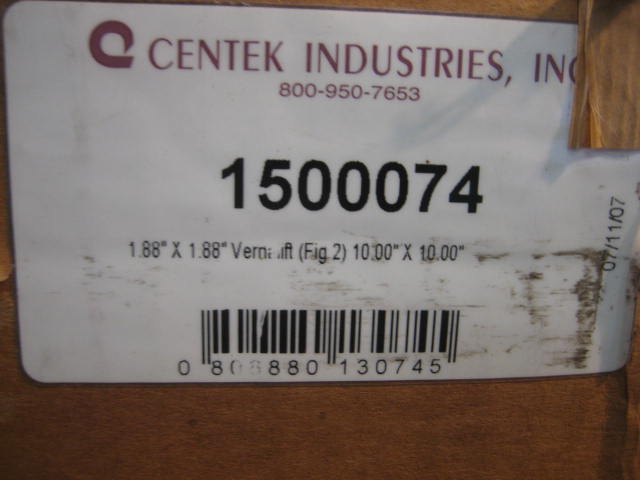 CENTEK INDUSTRIES, INC
800-950-7653
1500074
1.88" X 1.88" (Fig.2) 10.00" X 10.00"
07/11/07
0 130745